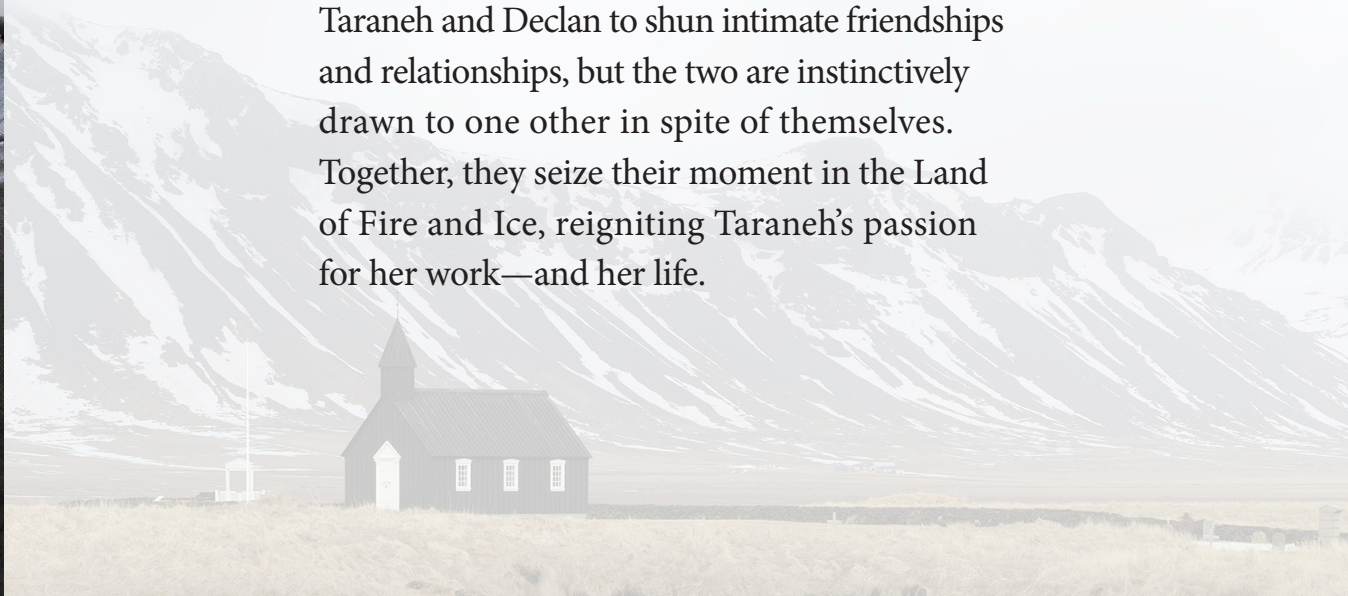 Taraneh and Declan to shun intimate friendships
and relationships, but the two are instinctively
drawn to one other in spite of themselves.
Together, they seize their moment in the Land
of Fire and Ice, reigniting Taraneh’s passion
for her work—and her life.